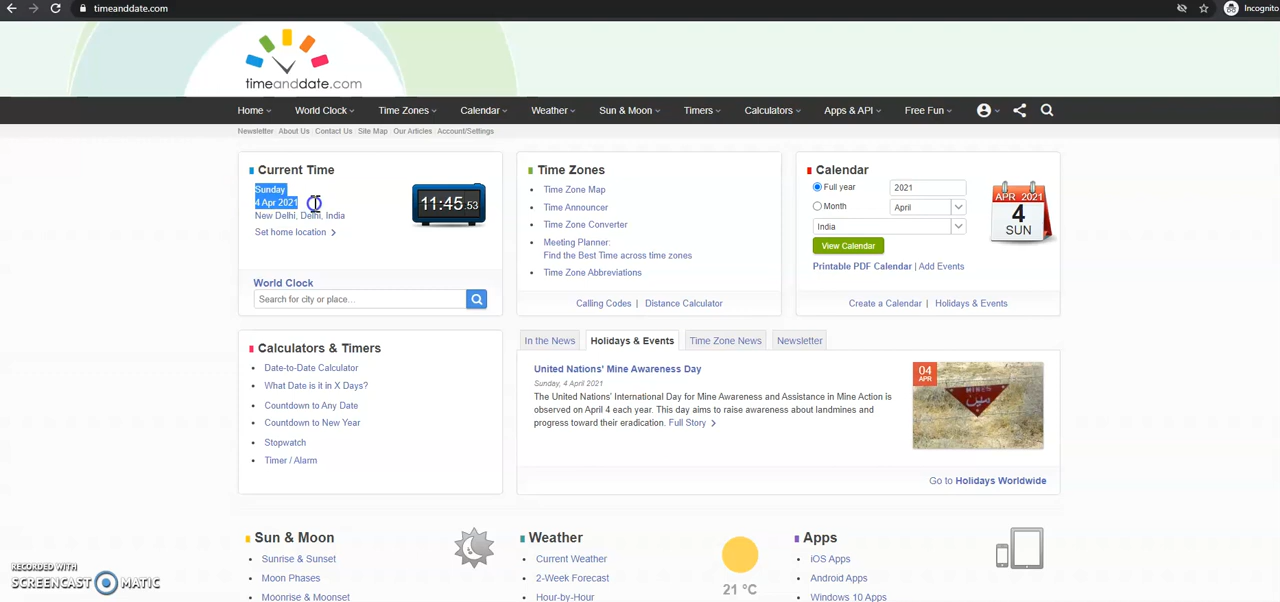 timeanddate.com
Incognito
timeanddate.com
Home
World Clock
Time Zones
Calendar
Weather
Sun & Moon
Timers
Calculators
Apps & API
Free Fun
Newsletter About Us Contact Us Site Map Our Articles Account/Settings
Current Time
Sunday
4 Apr 2021
New Delhi, Delhi, India
Set home location
11:45.53
World Clock
Search for city or place...
Time Zones
Time Zone Map
Time Announcer
Time Zone Converter
Meeting Planner:
Find the Best Time across time zones
Time Zone Abbreviations
Calling Codes | Distance Calculator
Calendar
Full year
2021
Month
April
India
View Calendar
APR 2021
4
SUN
Printable PDF Calendar | Add Events
Create a Calendar | Holidays & Events
Calculators & Timers
Date-to-Date Calculator
What Date is it in X Days?
Countdown to Any Date
Countdown to New Year
Stopwatch
Timer / Alarm
In the News
Holidays & Events
Time Zone News
Newsletter
United Nations' Mine Awareness Day
Sunday, 4 April 2021
The United Nations' International Day for Mine Awareness and Assistance in Mine Action is
observed on April 4 each year. This day aims to raise awareness about landmines and
progress toward their eradication. Full Story
04
APR
MINES
Go to Holidays Worldwide
Sun & Moon
Sunrise & Sunset
Moon Phases
Moonrise & Moonset
Weather
Current Weather
2-Week Forecast
Hour-by-Hour
21 °C
Apps
iOS Apps
Android Apps
Windows 10 Apps
RECORDED WITH
SCREENCAST MATIC